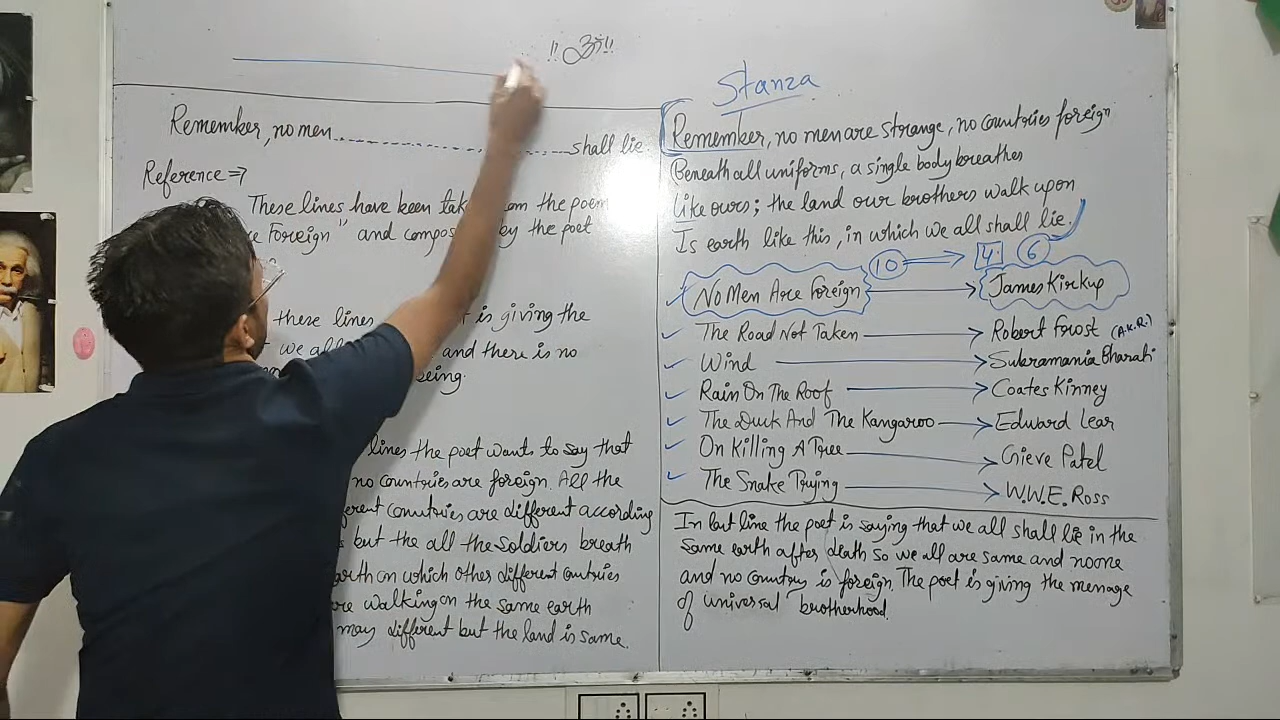 !! ॐ !!
Remember, no men ........................ shall lie
Reference ⇒
These lines have been tak om the poem
e Foreign" and compos by the poet
these lines t is giving the
we all and there is no
being.
lines the poet wants to say that
no countries are foreign. All the
ferent conutries are different according
but the all the soldiers breath
arth on which other different cuntries
re walking on the same earth
may different but the land is same.
Stanza
Remember, no men are strange, no countries foreign
Beneath all uniforms, a single body breathes
Like ours; the land our brothers walk upon
Is earth like this, in which we all shall lie.
10 ⇒ 4 6
No Men Are Foreign → James Kirkup
The Road Not Taken → Robert Frost (A.K.R.)
Wind → Subramania Bharati
Rain On The Roof → Coates Kinney
The Duck And The Kangaroo → Edward Lear
On Killing A Tree → Gieve Patel
The Snake Trying → W.W.E. Ross
In last line the poet is saying that we all shall lie in the
same earth after death so we all are same and noone
and no country is foreign. The poet is giving the message
of universal brotherhood.